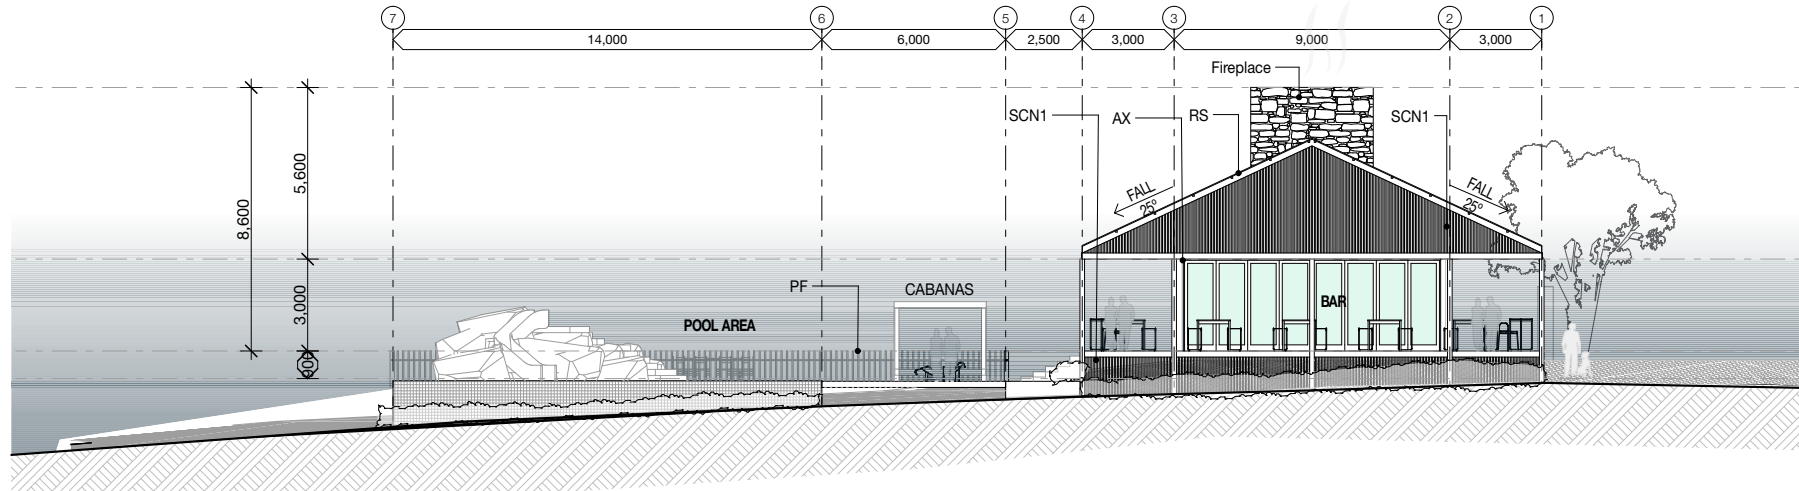 7 6 5 4 3 2 1
14,000 6,000 2,500 3,000 9,000 3,000
Fireplace
SCN1 AX RS SCN1
5,600
8,600
FALL
25°
FALL
25°
3,000
PF
CABANAS
POOL AREA
BAR
900